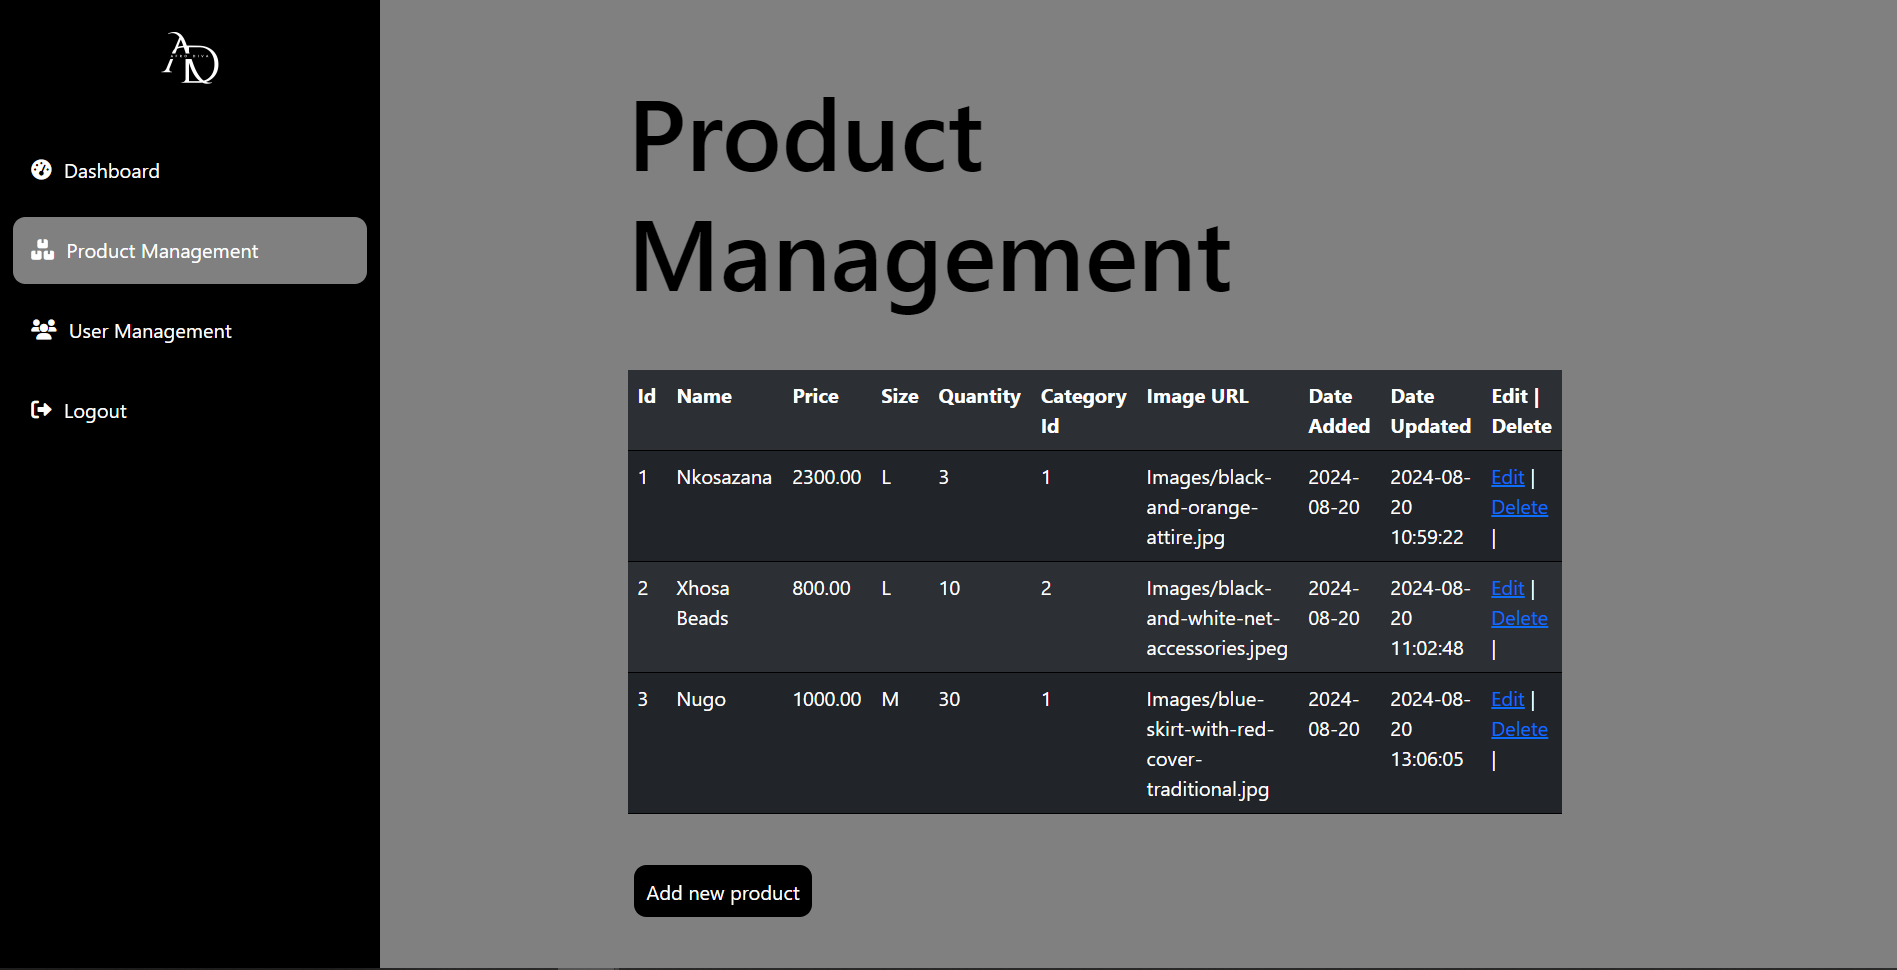 AD
Dashboard
Product Management
User Management
Logout
Product
Management
Id Name Price Size Quantity Category Image URL Date Date Edit |
Id Added Updated Delete
1 Nkosazana 2300.00 L 3 1 Images/black- 2024- 2024-08- Edit |
and-orange- 08-20 20 Delete
attire.jpg 10:59:22 |
2 Xhosa 800.00 L 10 2 Images/black- 2024- 2024-08- Edit |
Beads and-white-net- 08-20 20 Delete
accessories.jpeg 11:02:48 |
3 Nugo 1000.00 M 30 1 Images/blue- 2024- 2024-08- Edit |
skirt-with-red- 08-20 20 Delete
cover- 13:06:05 |
traditional.jpg
Add new product